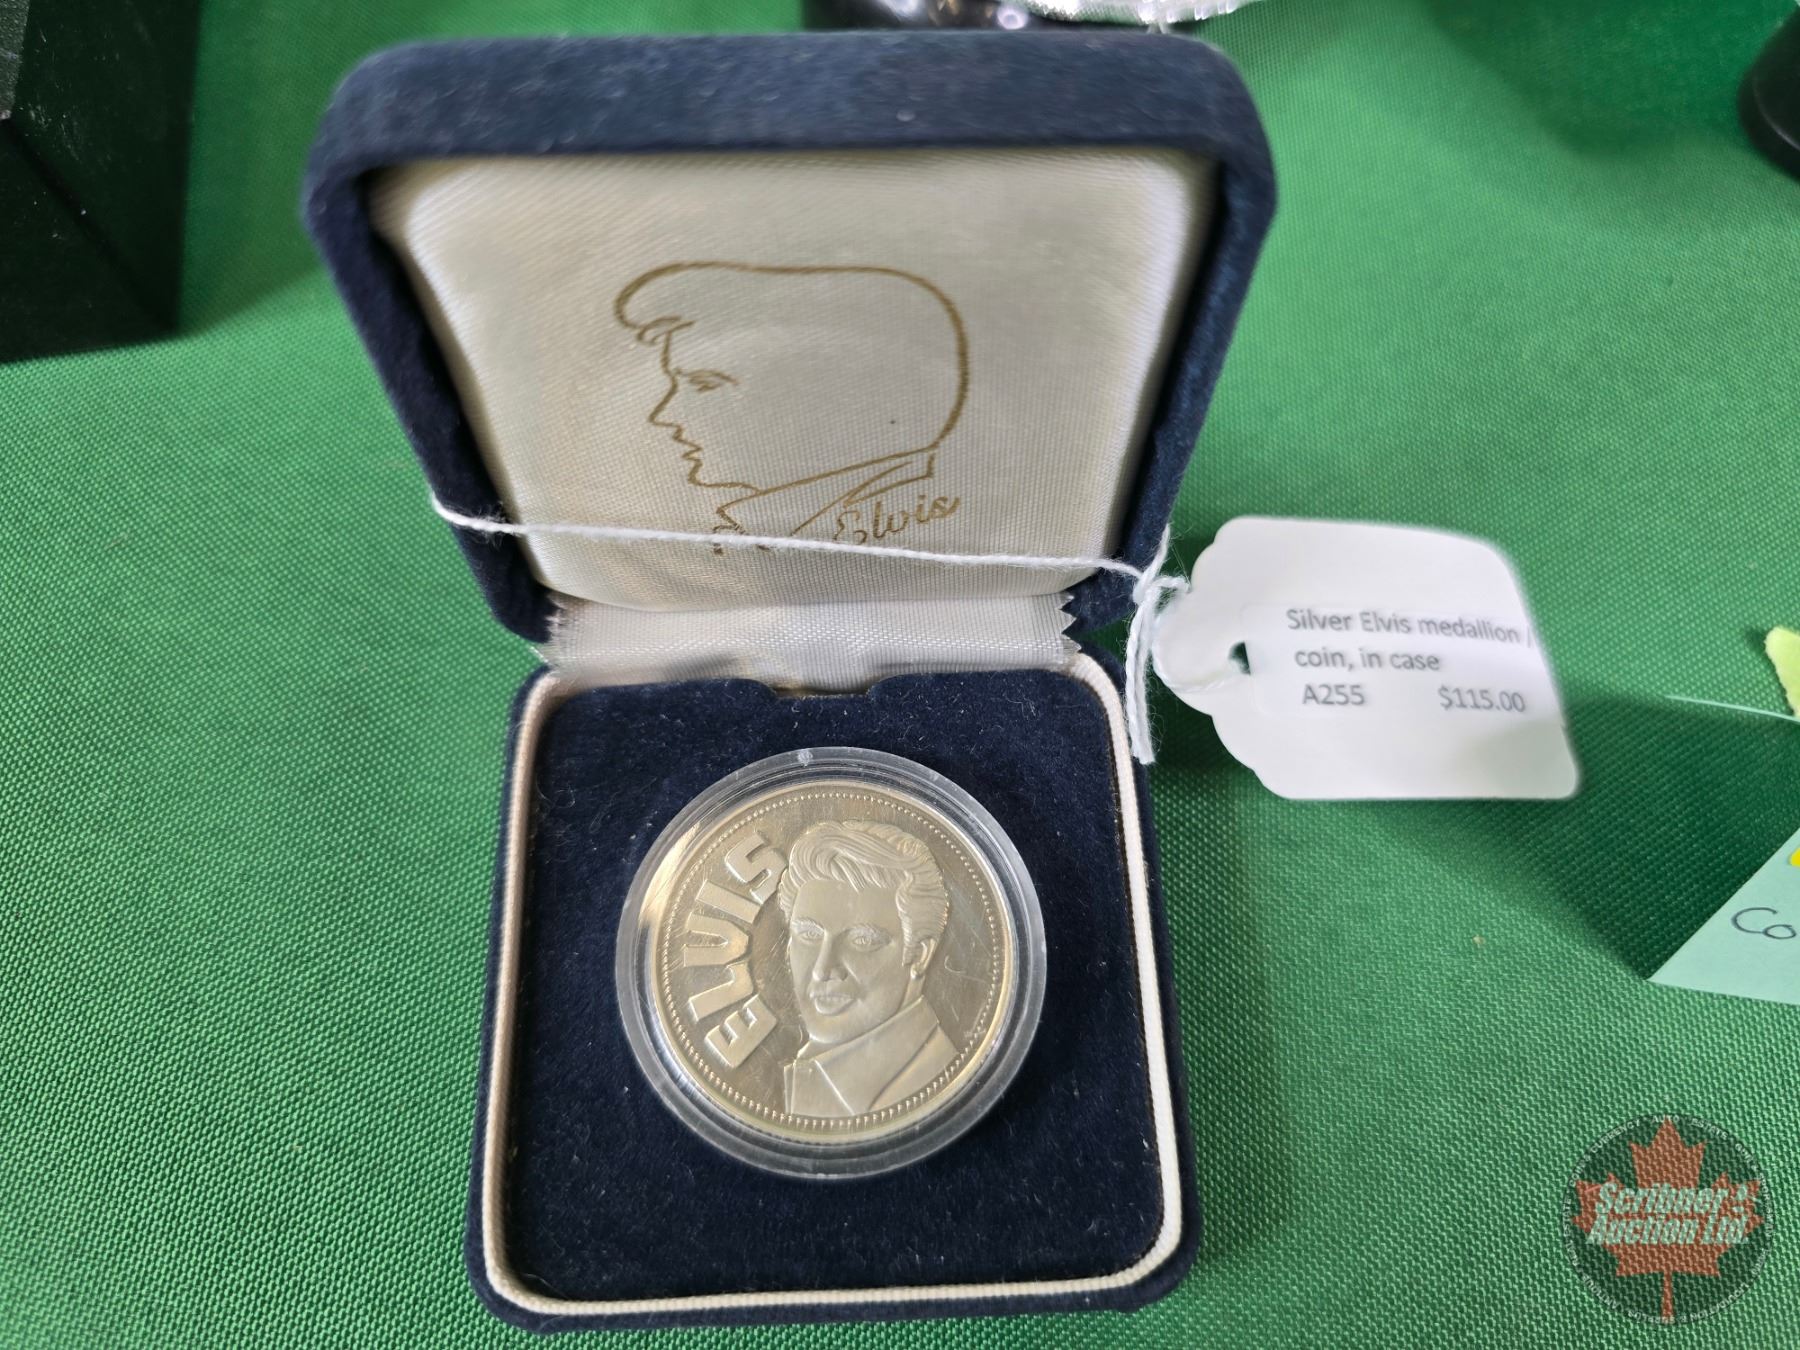 Elvis
Silver Elvis medallion /
coin, in case
A255 $115.00
ELVIS
Co
Scribner
Auction Ltd.